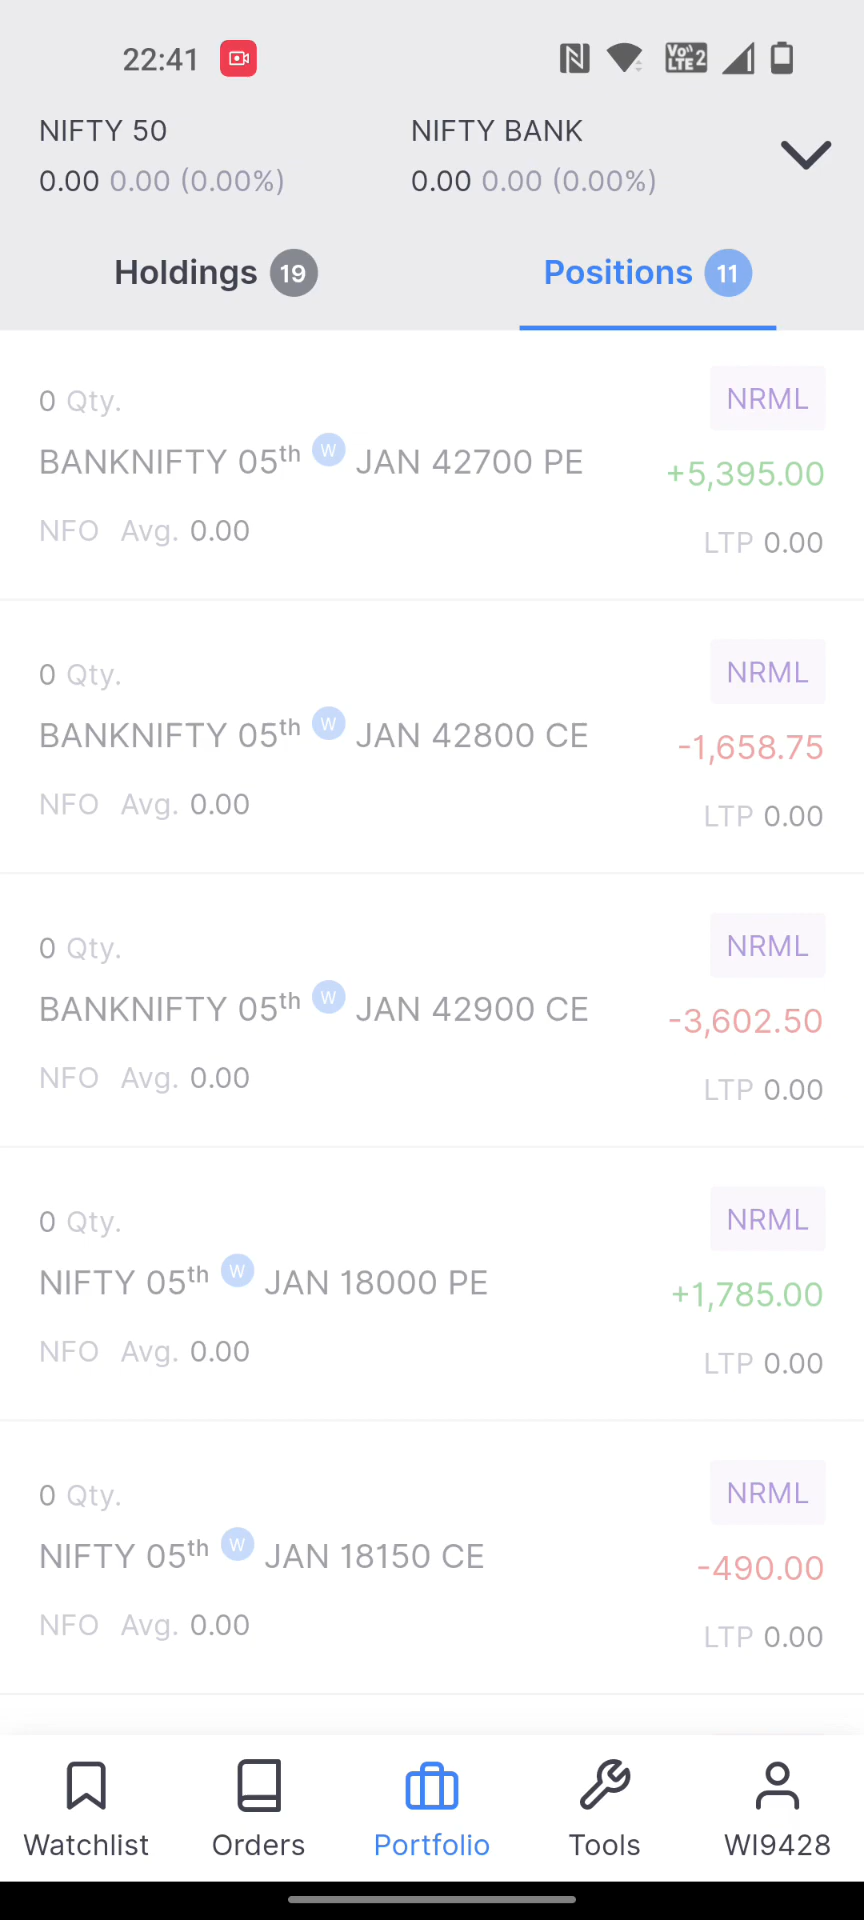 22:41 Vo)) LTE 2
NIFTY 50 NIFTY BANK
0.00 0.00 (0.00%) 0.00 0.00 (0.00%)
Holdings 19 Positions 11
0 Qty. NRML
BANKNIFTY 05th W JAN 42700 PE +5,395.00
NFO Avg. 0.00 LTP 0.00
0 Qty. NRML
BANKNIFTY 05th W JAN 42800 CE -1,658.75
NFO Avg. 0.00 LTP 0.00
0 Qty. NRML
BANKNIFTY 05th W JAN 42900 CE -3,602.50
NFO Avg. 0.00 LTP 0.00
0 Qty. NRML
NIFTY 05th W JAN 18000 PE +1,785.00
NFO Avg. 0.00 LTP 0.00
0 Qty. NRML
NIFTY 05th W JAN 18150 CE -490.00
NFO Avg. 0.00 LTP 0.00
Watchlist Orders Portfolio Tools WI9428